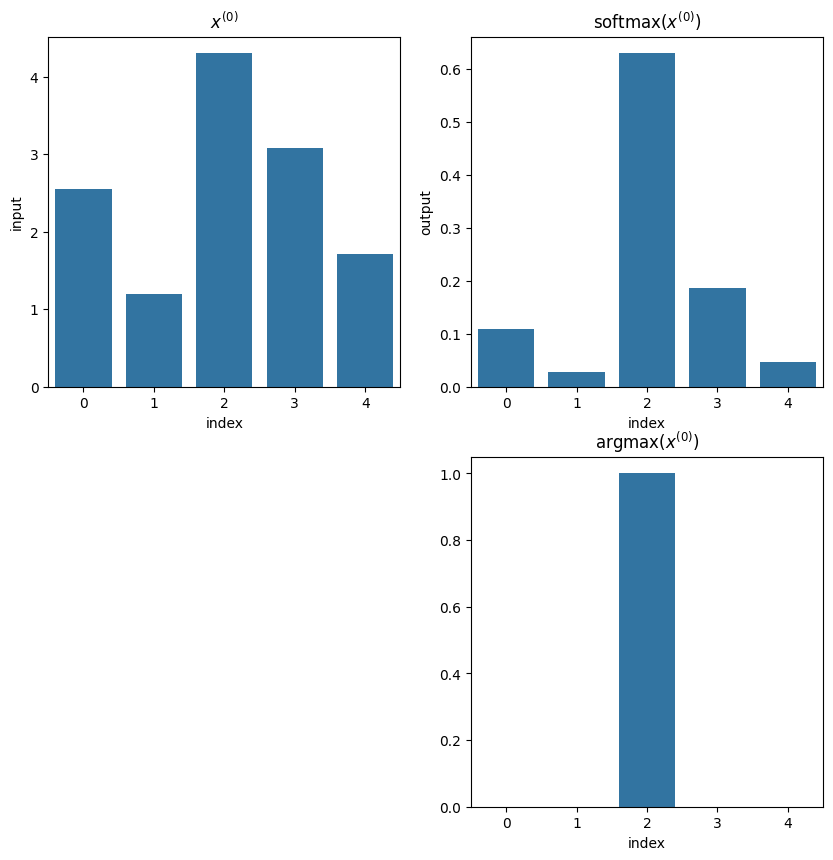 x^(0)
4
3
2
1
0
input
0 1 2 3 4
index
softmax(x^(0))
0.6
0.5
0.4
0.3
0.2
0.1
0.0
output
0 1 2 3 4
index
argmax(x^(0))
1.0
0.8
0.6
0.4
0.2
0.0
0 1 2 3 4
index